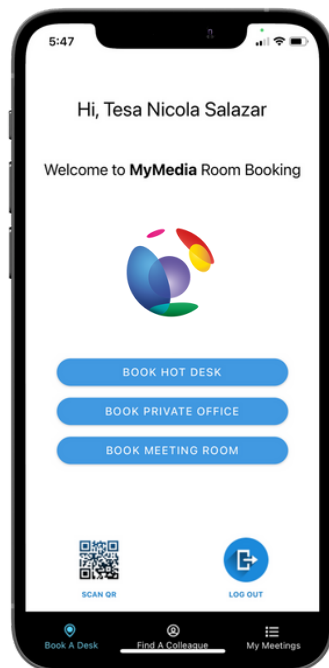 5:47
Hi, Tesa Nicola Salazar
Welcome to MyMedia Room Booking
BOOK HOT DESK
BOOK PRIVATE OFFICE
BOOK MEETING ROOM
SCAN QR
LOG OUT
Book A Desk
Find A Colleague
My Meetings